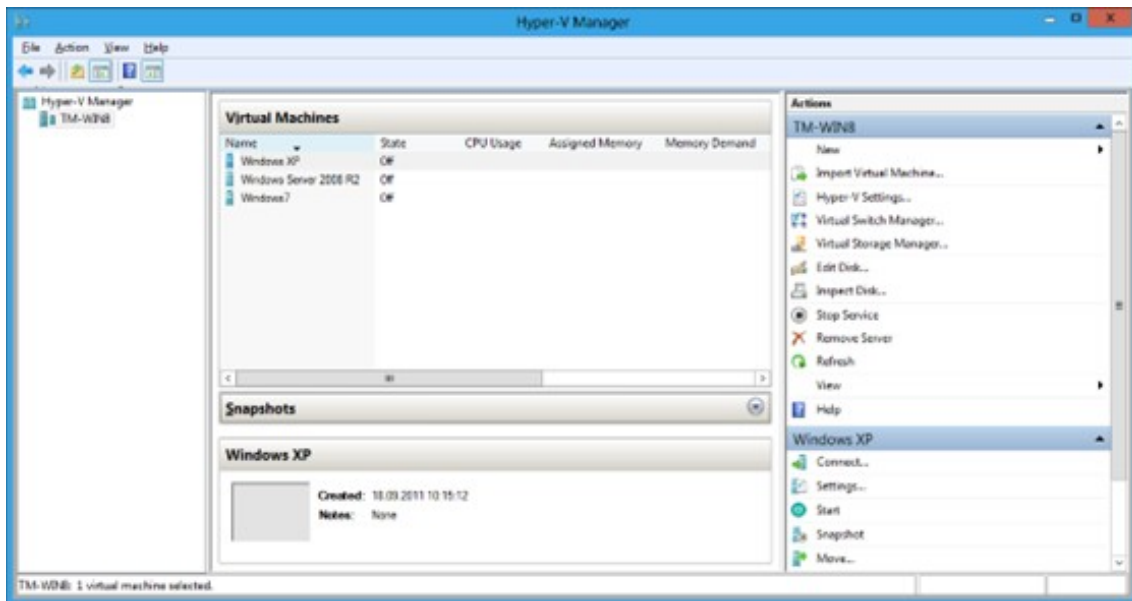 Hyper-V Manager
File Action View Help
Hyper-V Manager
TM-WIN8
Virtual Machines
Name State CPU Usage Assigned Memory Memory Demand
Windows XP Off
Windows Server 2008 R2 Off
Windows7 Off
Snapshots
Windows XP
Created: 18.09.2011 10:15:12
Notes: None
Actions
TM-WIN8
New
Import Virtual Machine...
Hyper-V Settings...
Virtual Switch Manager...
Virtual Storage Manager...
Edit Disk...
Inspect Disk...
Stop Service
Remove Server
Refresh
View
Help
Windows XP
Connect...
Settings...
Start
Snapshot
Move...
TM-WIN8: 1 virtual machine selected.